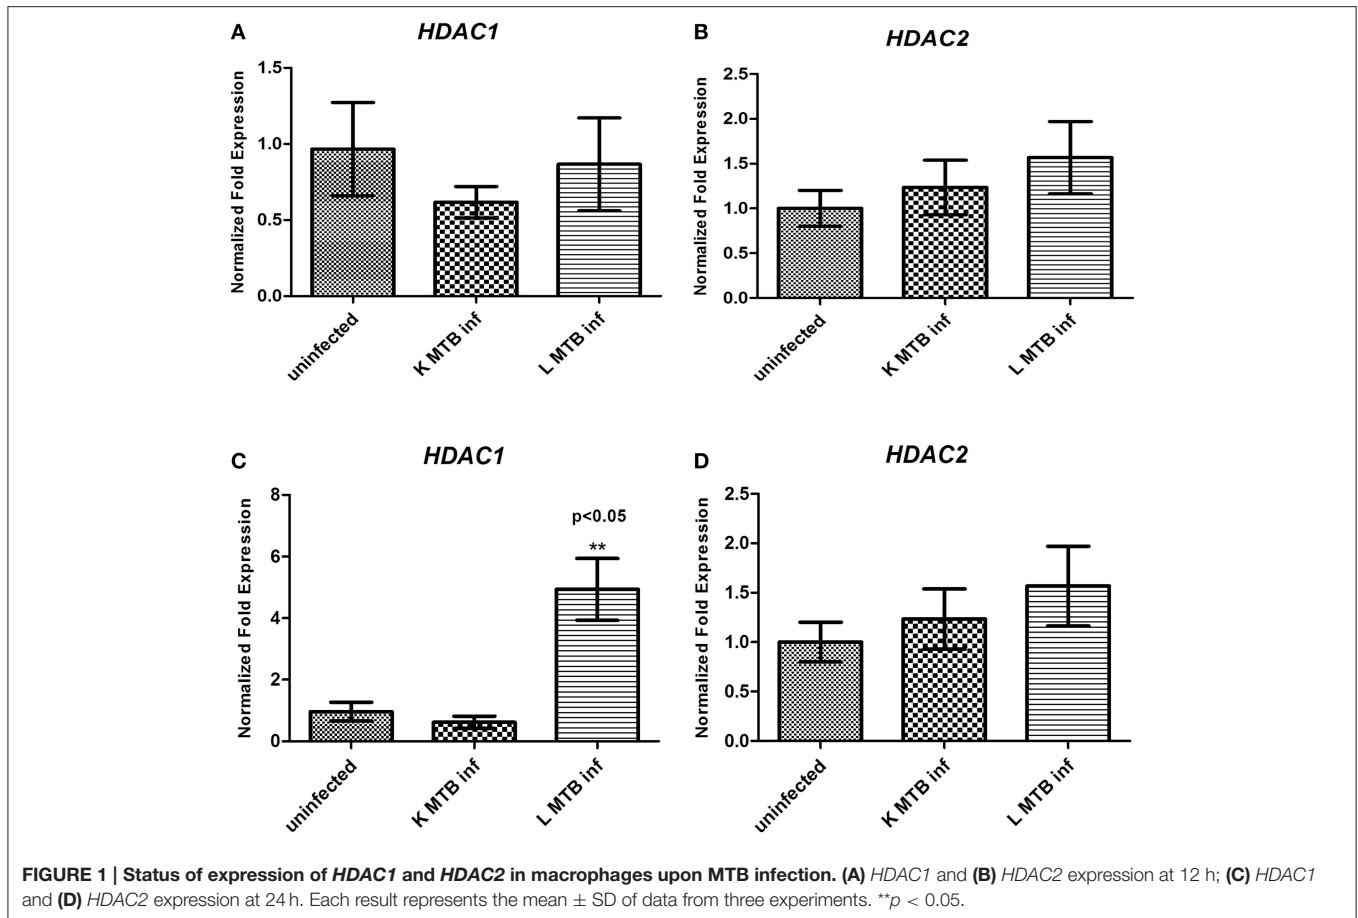 A
HDAC1
Normalized Fold Expression
1.5
1.0
0.5
0.0
uninfected
K MTB inf
L MTB inf
B
HDAC2
Normalized Fold Expression
2.5
2.0
1.5
1.0
0.5
0.0
uninfected
K MTB inf
L MTB inf
C
HDAC1
Normalized Fold Expression
8
6
4
2
0
p<0.05
**
uninfected
K MTB inf
L MTB inf
D
HDAC2
Normalized Fold Expression
2.5
2.0
1.5
1.0
0.5
0.0
uninfected
K MTB inf
L MTB inf
FIGURE 1 | Status of expression of HDAC1 and HDAC2 in macrophages upon MTB infection. (A) HDAC1 and (B) HDAC2 expression at 12 h; (C) HDAC1
and (D) HDAC2 expression at 24 h. Each result represents the mean ± SD of data from three experiments. **p < 0.05.